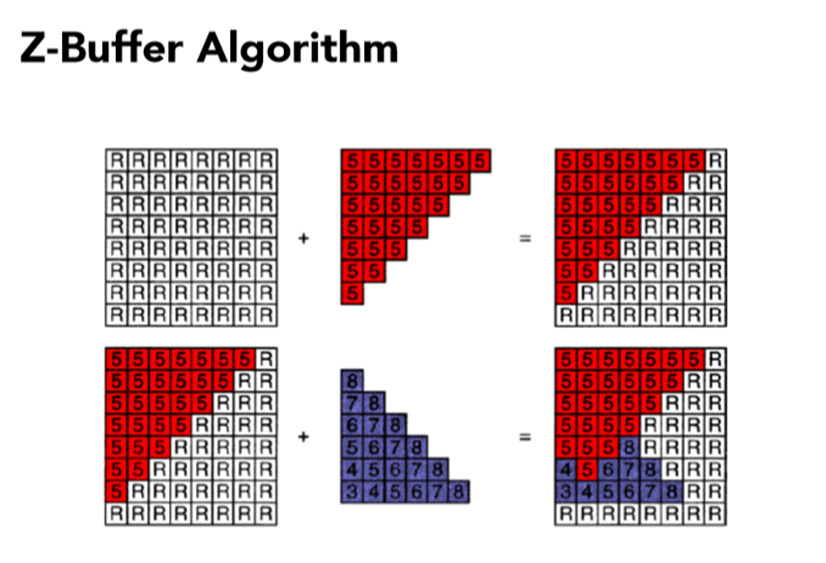 Z-Buffer Algorithm
R R R R R R R R
R R R R R R R R
R R R R R R R R
R R R R R R R R
R R R R R R R R
R R R R R R R R
R R R R R R R R
R R R R R R R R
+
5 5 5 5 5 5 5
5 5 5 5 5 5
5 5 5 5 5
5 5 5 5
5 5 5
5 5
5
=
5 5 5 5 5 5 5 R
5 5 5 5 5 5 R R
5 5 5 5 5 R R R
5 5 5 5 R R R R
5 5 5 R R R R R
5 5 R R R R R R
5 R R R R R R R
R R R R R R R R
5 5 5 5 5 5 5 R
5 5 5 5 5 5 R R
5 5 5 5 5 R R R
5 5 5 5 R R R R
5 5 5 R R R R R
5 5 R R R R R R
5 R R R R R R R
R R R R R R R R
+
8
7 8
6 7 8
5 6 7 8
4 5 6 7 8
3 4 5 6 7 8
=
5 5 5 5 5 5 5 R
5 5 5 5 5 5 R R
5 5 5 5 5 R R R
5 5 5 5 R R R R
5 5 5 8 R R R R
4 5 6 7 8 R R R
3 4 5 6 7 8 R R
R R R R R R R R